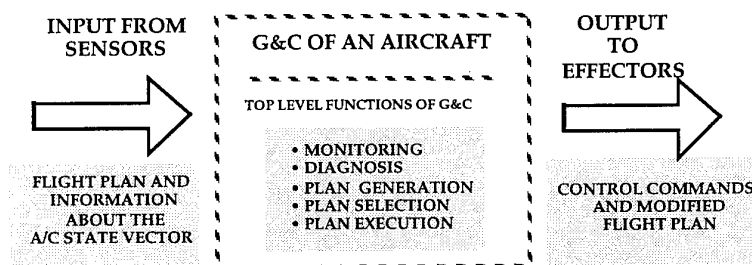 INPUT FROM
SENSORS
FLIGHT PLAN AND
INFORMATION
ABOUT THE
A/C STATE VECTOR
G&C OF AN AIRCRAFT
TOP LEVEL FUNCTIONS OF G&C
• MONITORING
• DIAGNOSIS
• PLAN GENERATION
• PLAN SELECTION
• PLAN EXECUTION
OUTPUT
TO
EFFECTORS
CONTROL COMMANDS
AND MODIFIED
FLIGHT PLAN